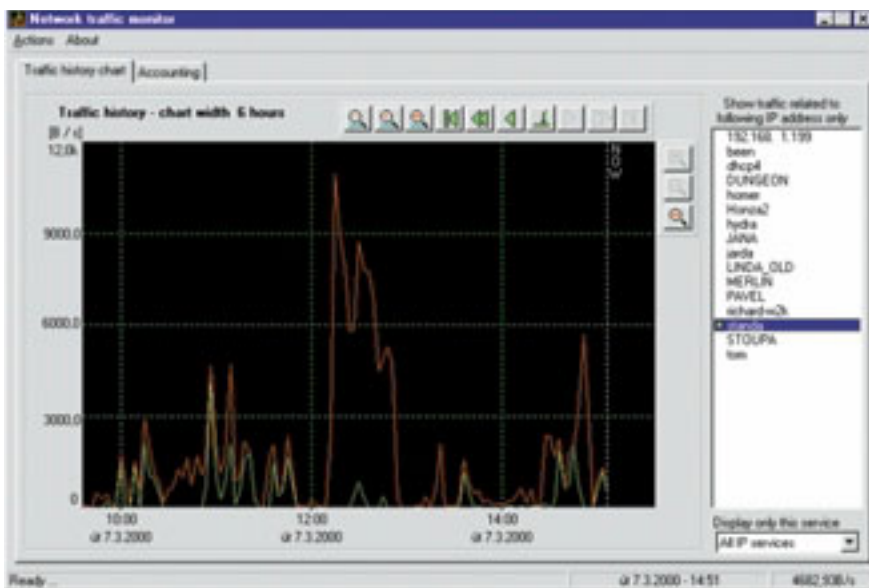 Network traffic monitor
Actions About
Traffic history chart
Accounting
Traffic history - chart width 6 hours
[B / s]
12.0k
9000.0
6000.0
3000.0
0
NOW
10:00
12:00
14:00
út 7.3.2000
út 7.3.2000
út 7.3.2000
Show traffic related to
following IP address only
192.168. 1.199
been
dhcp4
DUNGEON
homer
Honza2
hydra
JANA
jarda
LINDA_OLD
MERLIN
PAVEL
richard-w2k
standa
STOUPA
tom
Display only this service
All IP services
Ready...
út 7.3.2000 - 14:51
4682,93B/s